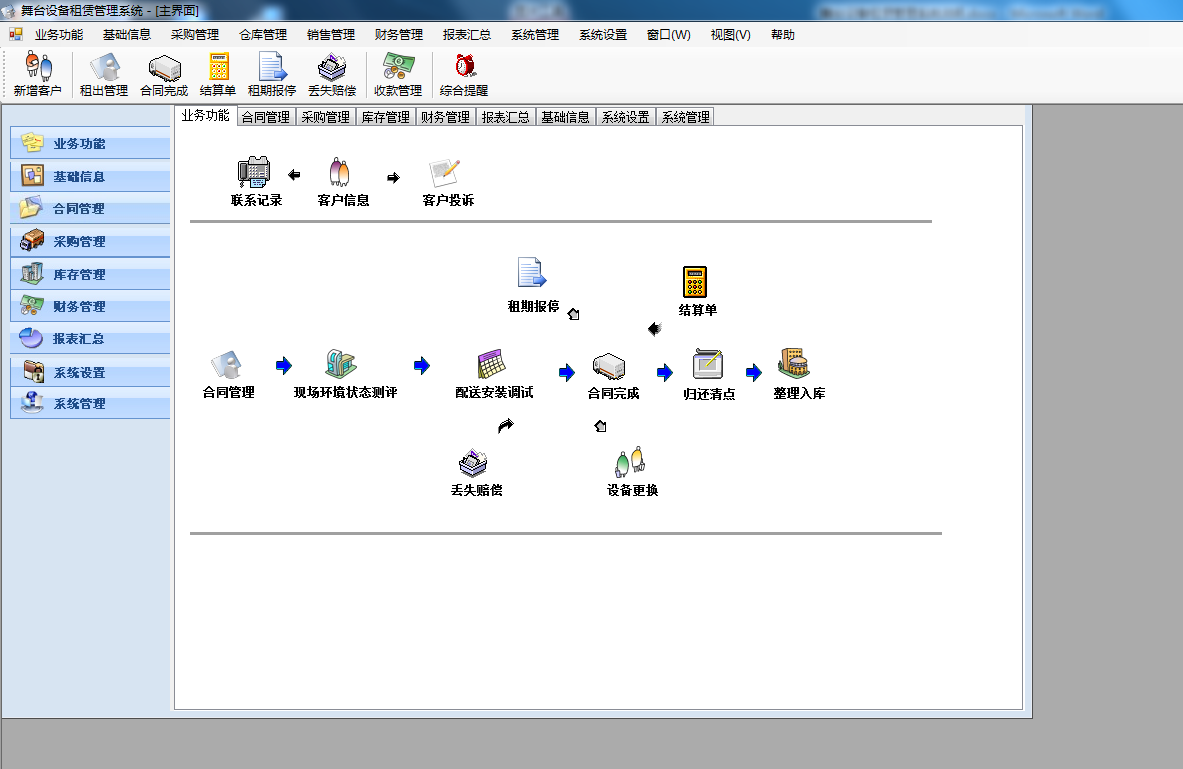 舞台设备租赁管理系统 - [主界面]
业务功能 基础信息 采购管理 仓库管理 销售管理 财务管理 报表汇总 系统管理 系统设置 窗口(W) 视图(V) 帮助
新增客户 租出管理 合同完成 结算单 租期报停 丢失赔偿 收款管理 综合提醒
业务功能 合同管理 采购管理 库存管理 财务管理 报表汇总 基础信息 系统设置 系统管理
业务功能
基础信息
合同管理
采购管理
库存管理
财务管理
报表汇总
系统设置
系统管理
联系记录 客户信息 客户投诉
租期报停 结算单
合同管理 现场环境状态测评 配送安装调试 合同完成 归还清点 整理入库
丢失赔偿 设备更换